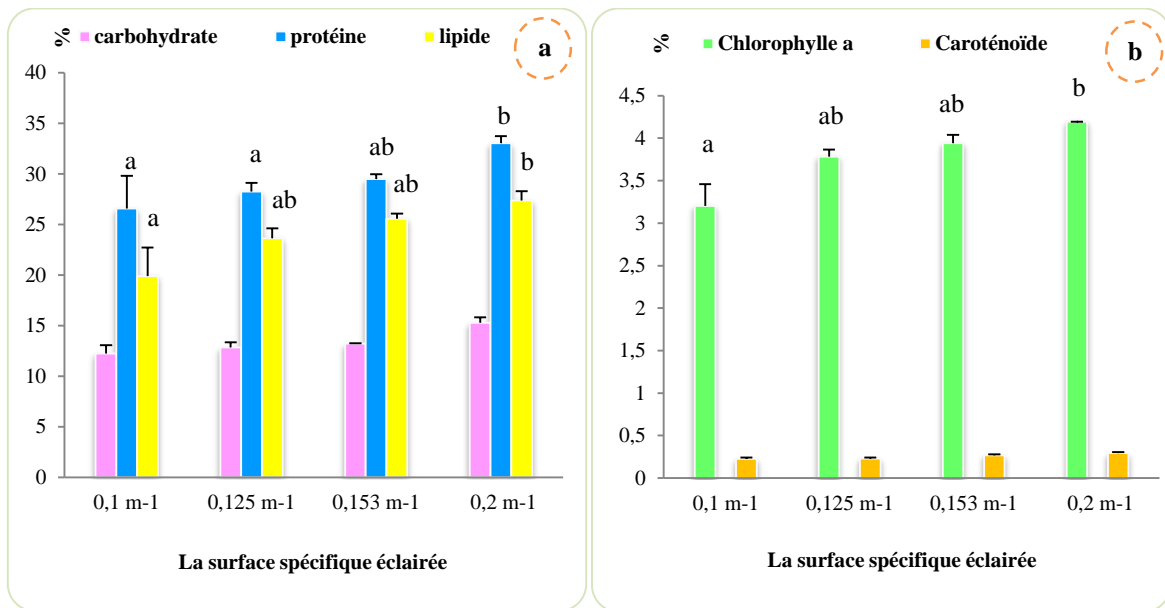 % carbohydrate protéine lipide
a
40
35
30
25
20
15
10
5
0
a a
a ab
ab ab
b b
0,1 m-1 0,125 m-1 0,153 m-1 0,2 m-1
La surface spécifique éclairée
% Chlorophylle a Caroténoïde
b
4,5
4
3,5
3
2,5
2
1,5
1
0,5
0
a ab ab b
0,1 m-1 0,125 m-1 0,153 m-1 0,2 m-1
La surface spécifique éclairée